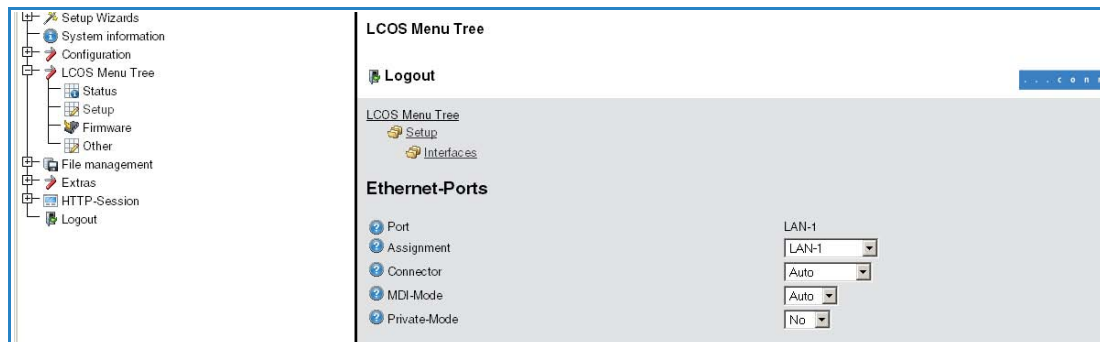 Setup Wizards
System information
Configuration
LCOS Menu Tree
Status
Setup
Firmware
Other
File management
Extras
HTTP-Session
Logout
LCOS Menu Tree
Logout
LCOS Menu Tree
Setup
Interfaces
Ethernet-Ports
Port LAN-1
Assignment LAN-1
Connector Auto
MDI-Mode Auto
Private-Mode No